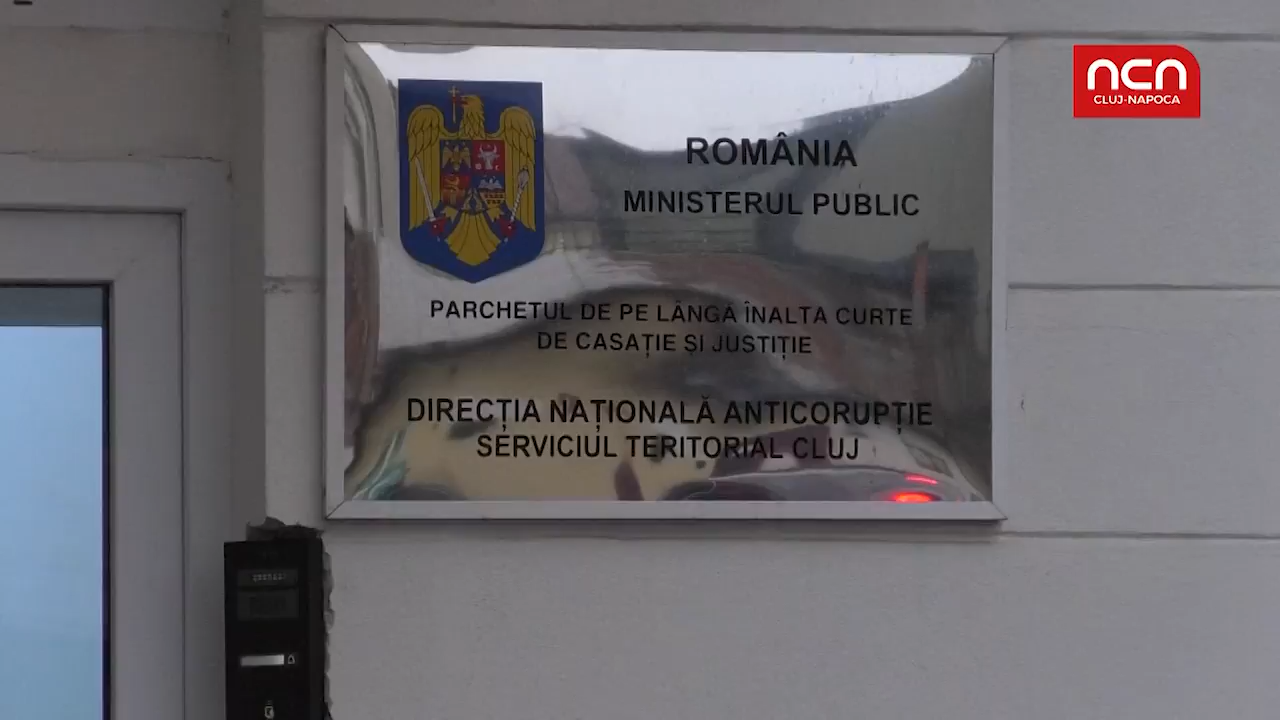 ncn
CLUJ-NAPOCA
ROMÂNIA
MINISTERUL PUBLIC
PARCHETUL DE PE LÂNGĂ ÎNALTA CURTE
DE CASAȚIE ȘI JUSTIȚIE
DIRECȚIA NAȚIONALĂ ANTICORUPȚIE
SERVICIUL TERITORIAL CLUJ